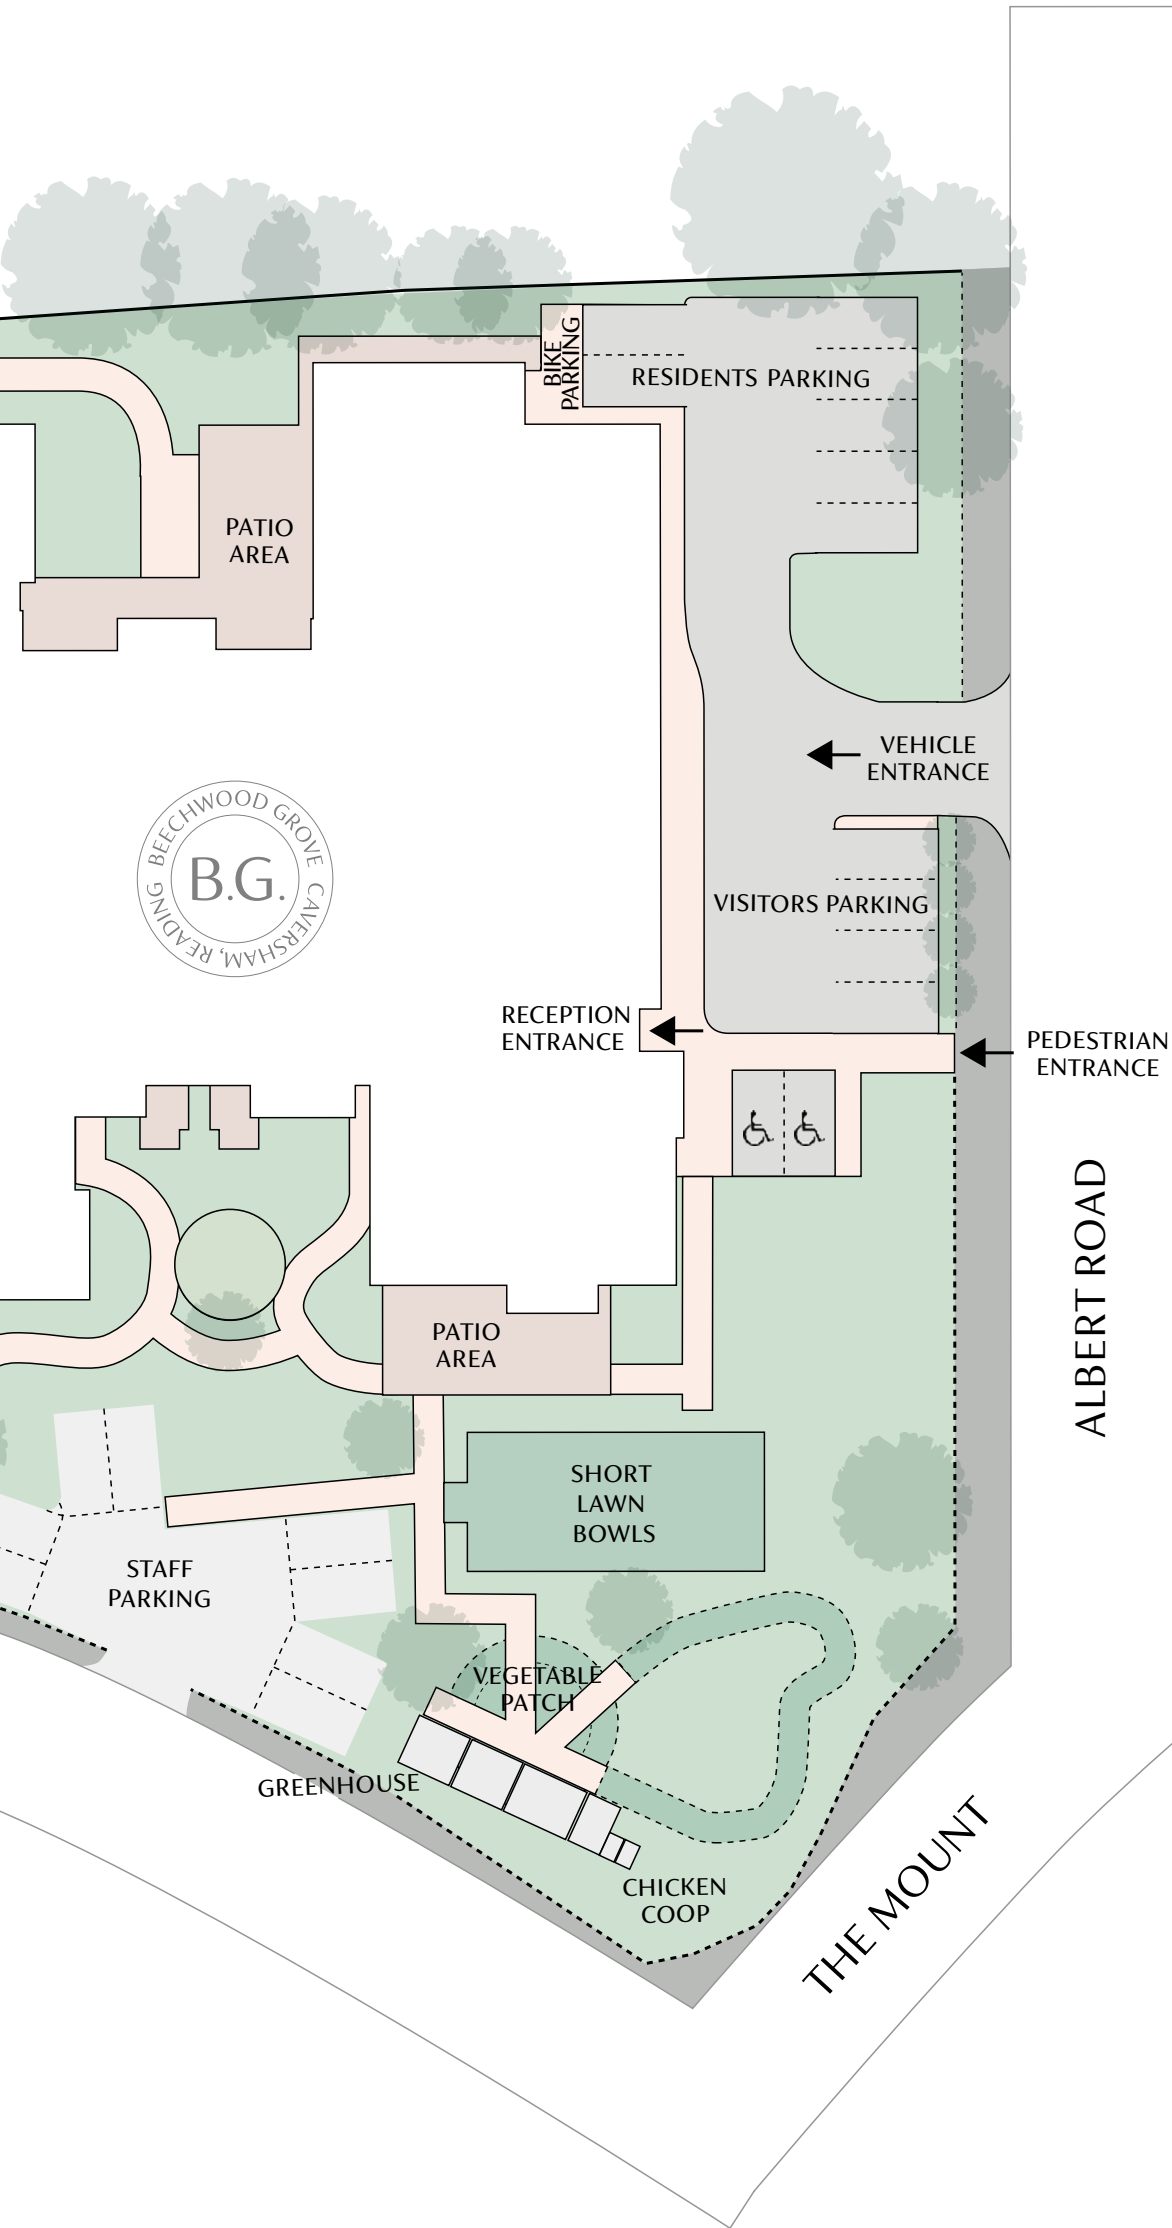 BIKE
PARKING
RESIDENTS PARKING
PATIO
AREA
VEHICLE
ENTRANCE
BEECHWOOD GROVE
CAVERSHAM, READING
B.G.
VISITORS PARKING
RECEPTION
ENTRANCE
PEDESTRIAN
ENTRANCE
ALBERT ROAD
PATIO
AREA
SHORT
LAWN
BOWLS
STAFF
PARKING
VEGETABLE
PATCH
GREENHOUSE
CHICKEN
COOP
THE MOUNT